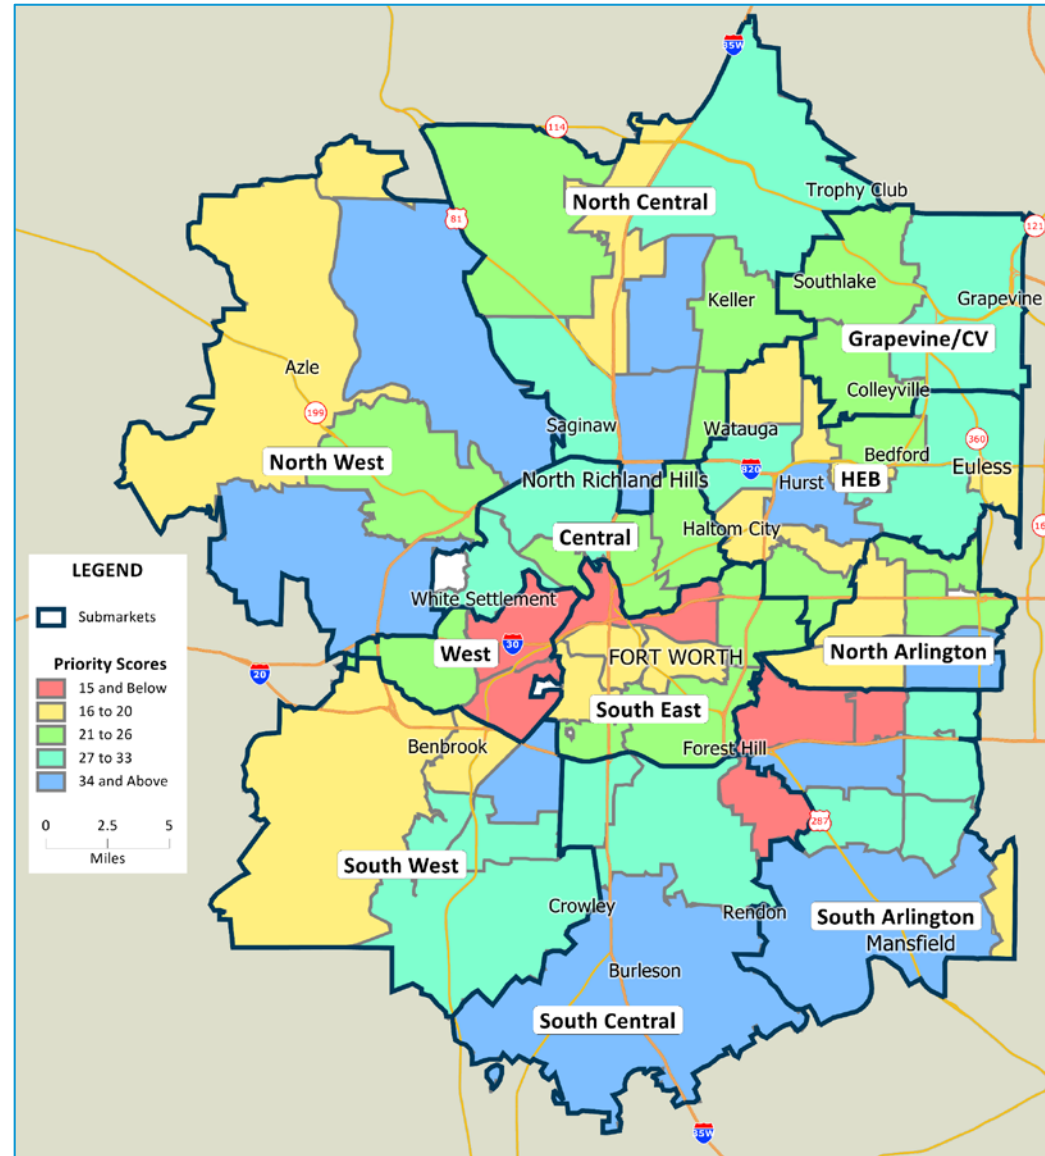 35W
114
North Central
Trophy Club
81
121
Southlake
Keller
Grapevine
Grapevine/CV
Azle
Colleyville
199
Saginaw
Watauga
360
Bedford
North West
820
Euless
North Richland Hills
Hurst
HEB
16
Haltom City
Central
LEGEND
Submarkets
Priority Scores
15 and Below
16 to 20
21 to 26
27 to 33
34 and Above
0 2.5 5
Miles
White Settlement
30
West
FORT WORTH
North Arlington
20
South East
Benbrook
Forest Hill
287
South West
Crowley
Rendon
South Arlington
Mansfield
Burleson
South Central
35W